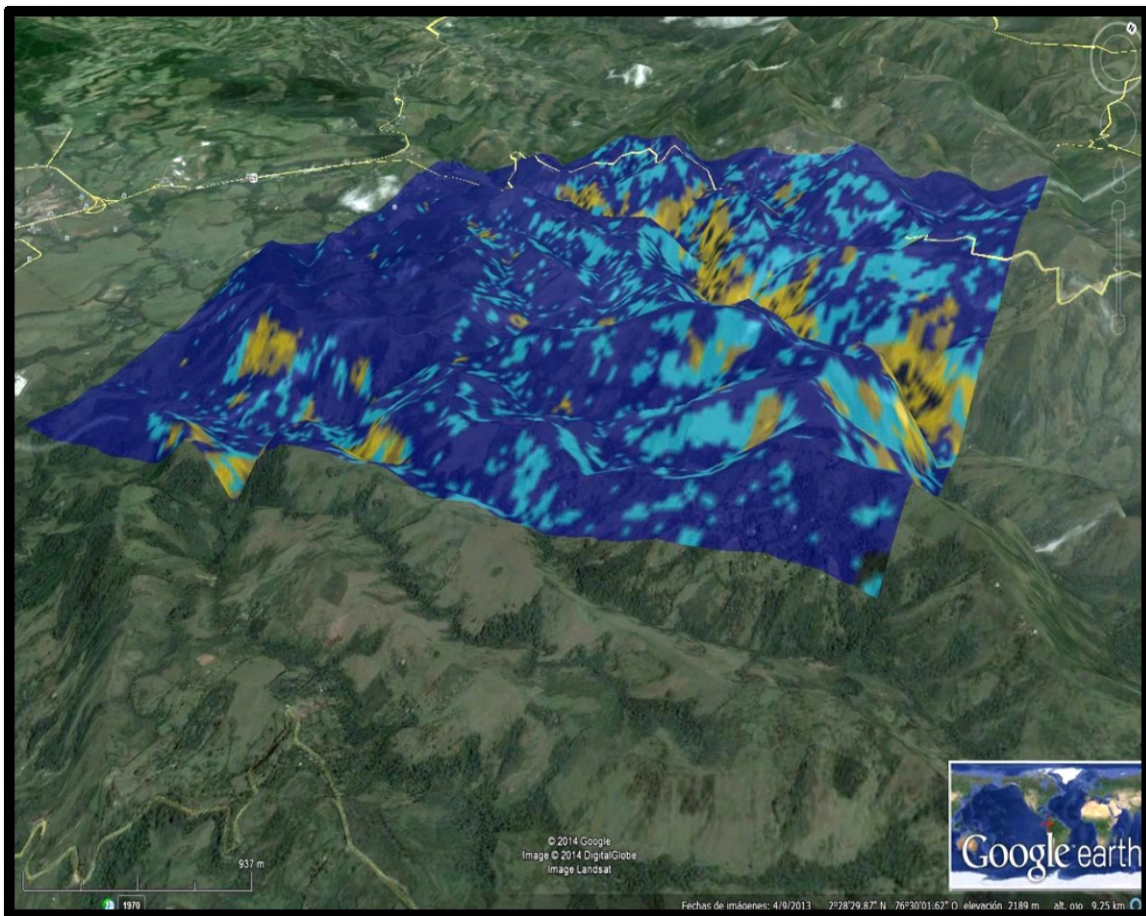 N
© 2014 Google
Image © 2014 DigitalGlobe
Image Landsat
Google earth
937 m
1970
Fechas de imágenes: 4/9/2013 2°28'29.87" N 76°30'01.62" O elevación 2189 m alt. ojo 9.25 km